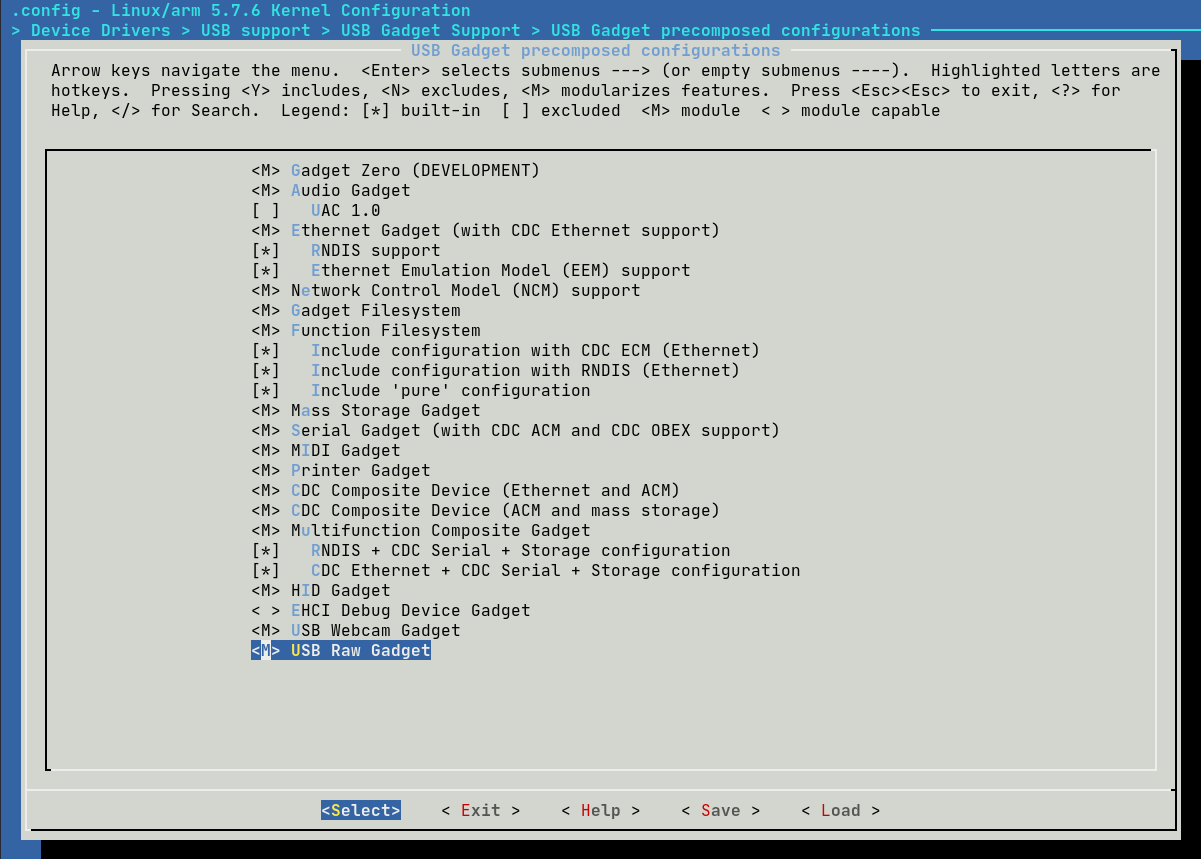 .config - Linux/arm 5.7.6 Kernel Configuration
> Device Drivers > USB support > USB Gadget Support > USB Gadget precomposed configurations
USB Gadget precomposed configurations
Arrow keys navigate the menu.  <Enter> selects submenus ---> (or empty submenus ----).  Highlighted letters are
hotkeys.  Pressing <Y> includes, <N> excludes, <M> modularizes features.  Press <Esc><Esc> to exit, <?> for
Help, </> for Search.  Legend: [*] built-in  [ ] excluded  <M> module  < > module capable
<M> Gadget Zero (DEVELOPMENT)
<M> Audio Gadget
[ ]   UAC 1.0
<M> Ethernet Gadget (with CDC Ethernet support)
[*]   RNDIS support
[*]   Ethernet Emulation Model (EEM) support
<M> Network Control Model (NCM) support
<M> Gadget Filesystem
<M> Function Filesystem
[*]   Include configuration with CDC ECM (Ethernet)
[*]   Include configuration with RNDIS (Ethernet)
[*]   Include 'pure' configuration
<M> Mass Storage Gadget
<M> Serial Gadget (with CDC ACM and CDC OBEX support)
<M> MIDI Gadget
<M> Printer Gadget
<M> CDC Composite Device (Ethernet and ACM)
<M> CDC Composite Device (ACM and mass storage)
<M> Multifunction Composite Gadget
[*]   RNDIS + CDC Serial + Storage configuration
[*]   CDC Ethernet + CDC Serial + Storage configuration
<M> HID Gadget
< > EHCI Debug Device Gadget
<M> USB Webcam Gadget
<M> USB Raw Gadget
<Select>    < Exit >    < Help >    < Save >    < Load >